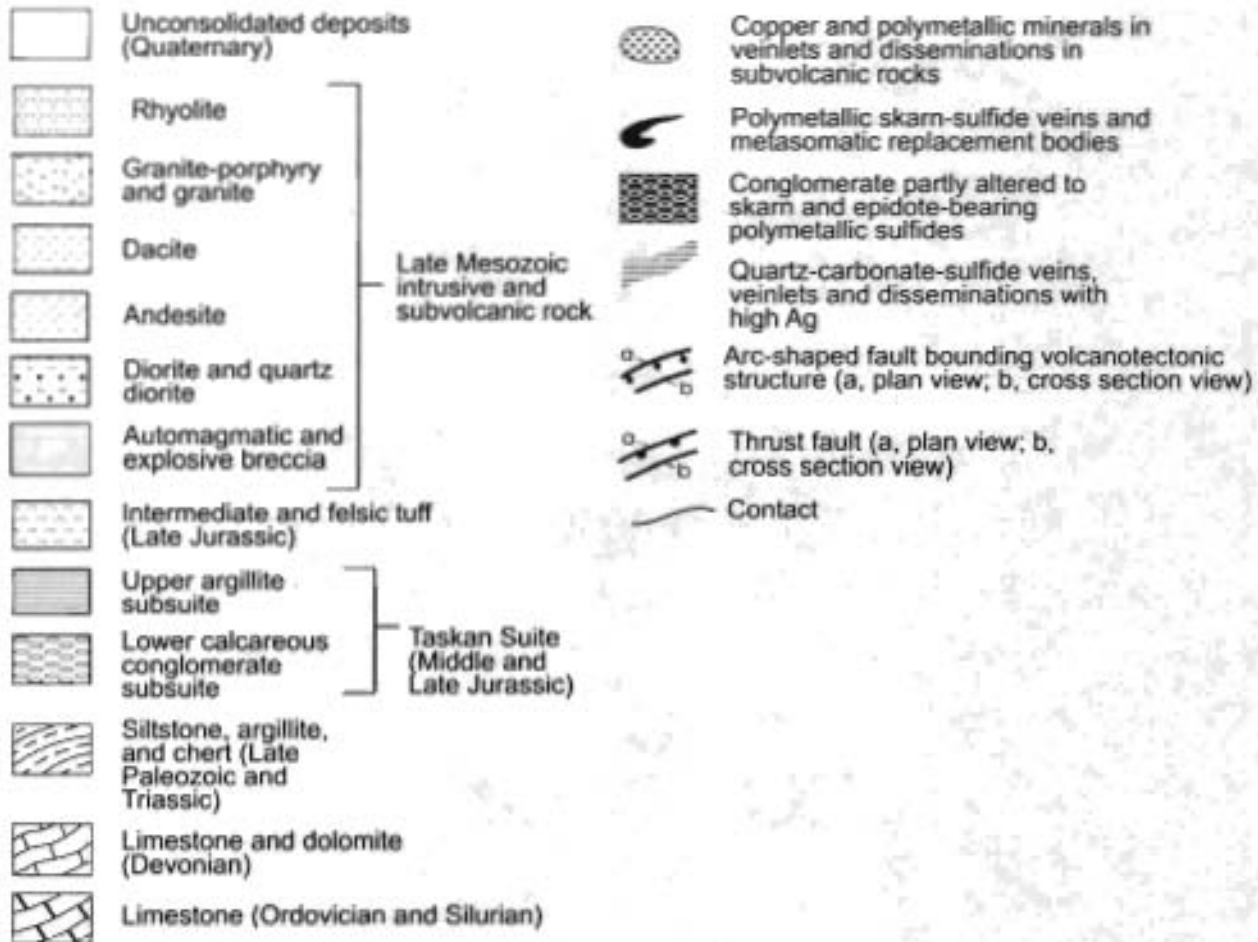 Unconsolidated deposits
(Quaternary)
Rhyolite
Granite-porphyry
and granite
Dacite
Andesite
Diorite and quartz
diorite
Automagmatic and
explosive breccia
Late Mesozoic
intrusive and
subvolcanic rock
Intermediate and felsic tuff
(Late Jurassic)
Upper argillite
subsuite
Lower calcareous
conglomerate
subsuite
Taskan Suite
(Middle and
Late Jurassic)
Siltstone, argillite,
and chert (Late
Paleozoic and
Triassic)
Limestone and dolomite
(Devonian)
Limestone (Ordovician and Silurian)
Copper and polymetallic minerals in
veinlets and disseminations in
subvolcanic rocks
Polymetallic skarn-sulfide veins and
metasomatic replacement bodies
Conglomerate partly altered to
skarn and epidote-bearing
polymetallic sulfides
Quartz-carbonate-sulfide veins,
veinlets and disseminations with
high Ag
a
b
Arc-shaped fault bounding volcanotectonic
structure (a, plan view; b, cross section view)
a
b
Thrust fault (a, plan view; b,
cross section view)
Contact